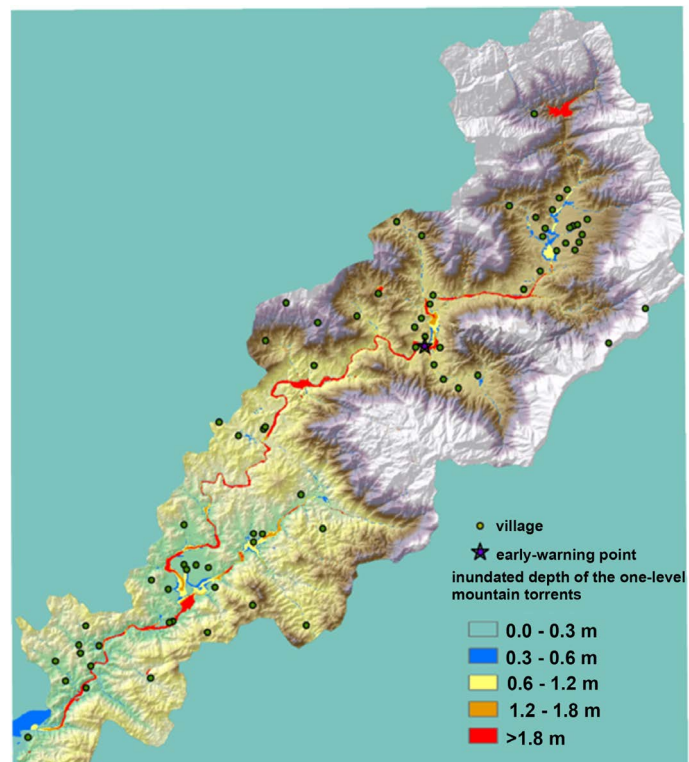 village
early-warning point
inundated depth of the one-level
mountain torrents
0.0 - 0.3 m
0.3 - 0.6 m
0.6 - 1.2 m
1.2 - 1.8 m
>1.8 m